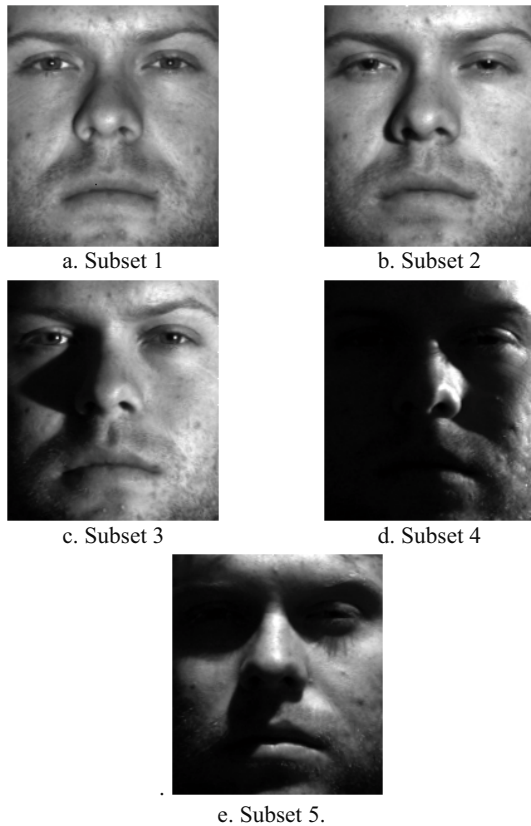 a. Subset 1
b. Subset 2
c. Subset 3
d. Subset 4
.
e. Subset 5.